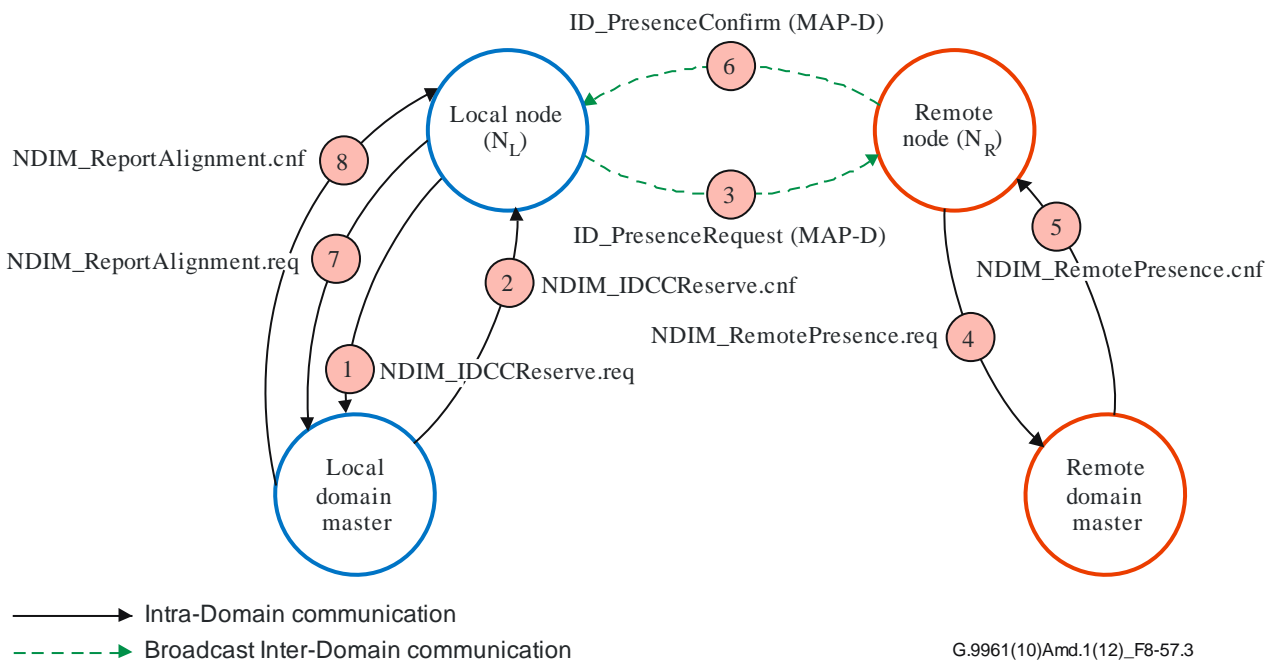 ID_PresenceConfirm (MAP-D)
6
Local node
(N_L)
Remote
node (N_R)
NDIM_ReportAlignment.cnf
8
3
5
ID_PresenceRequest (MAP-D)
NDIM_ReportAlignment.req
7
2
NDIM_IDCCReserve.cnf
NDIM_RemotePresence.cnf
NDIM_RemotePresence.req
4
1
NDIM_IDCCReserve.req
Local
domain
master
Remote
domain
master
Intra-Domain communication
Broadcast Inter-Domain communication
G.9961(10)Amd.1(12)_F8-57.3